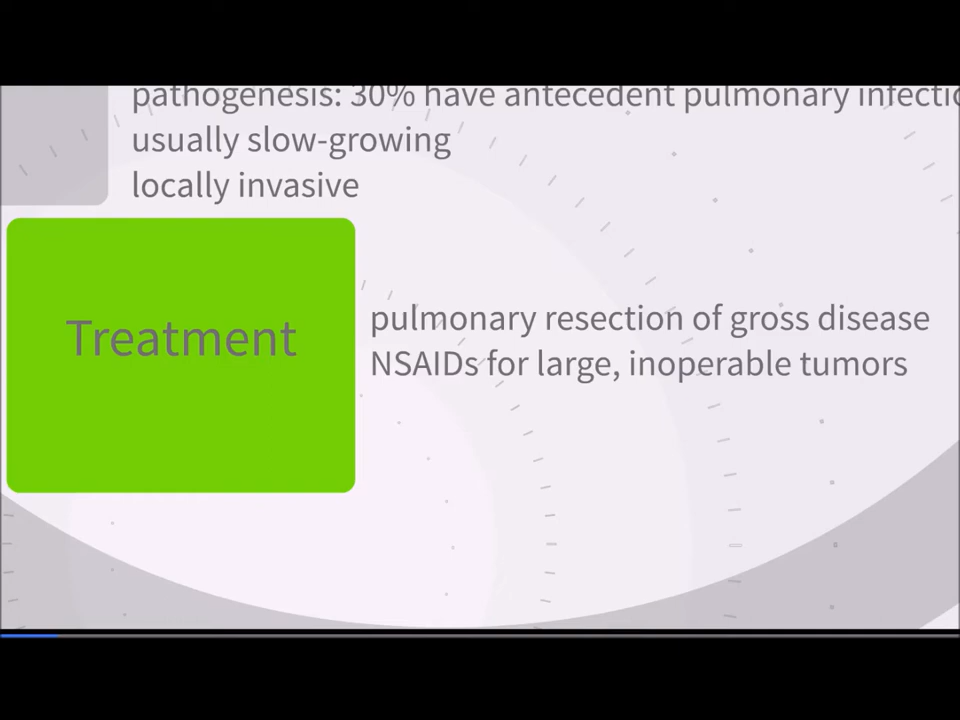 pathogenesis: 30% have antecedent pulmonary
usually slow-growing
locally invasive
Treatment
pulmonary resection of gross disease
NSAIDs for large, inoperable tumors